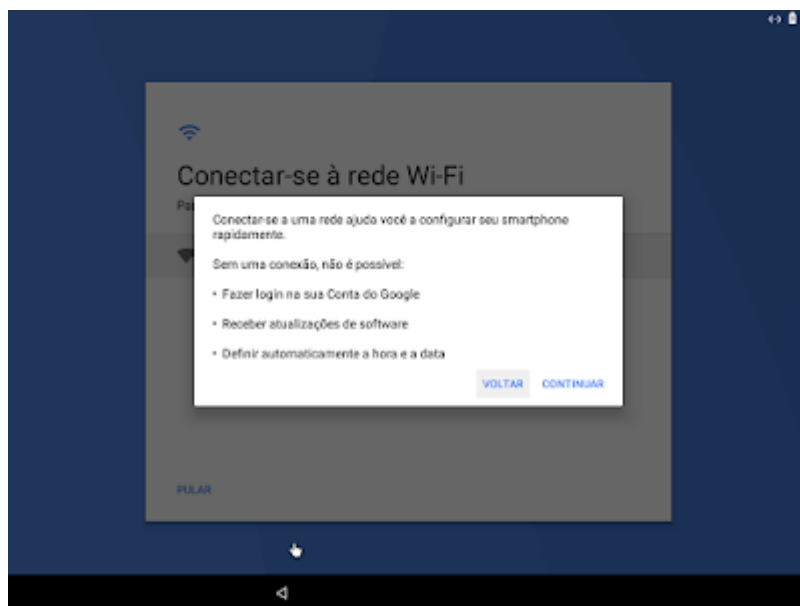 Conectar-se à rede Wi-Fi
Conectar-se a uma rede ajuda você a configurar seu smartphone
rapidamente.
Sem uma conexão, não é possível:
• Fazer login na sua Conta do Google
• Receber atualizações de software
• Definir automaticamente a hora e a data
VOLTAR CONTINUAR
PULAR